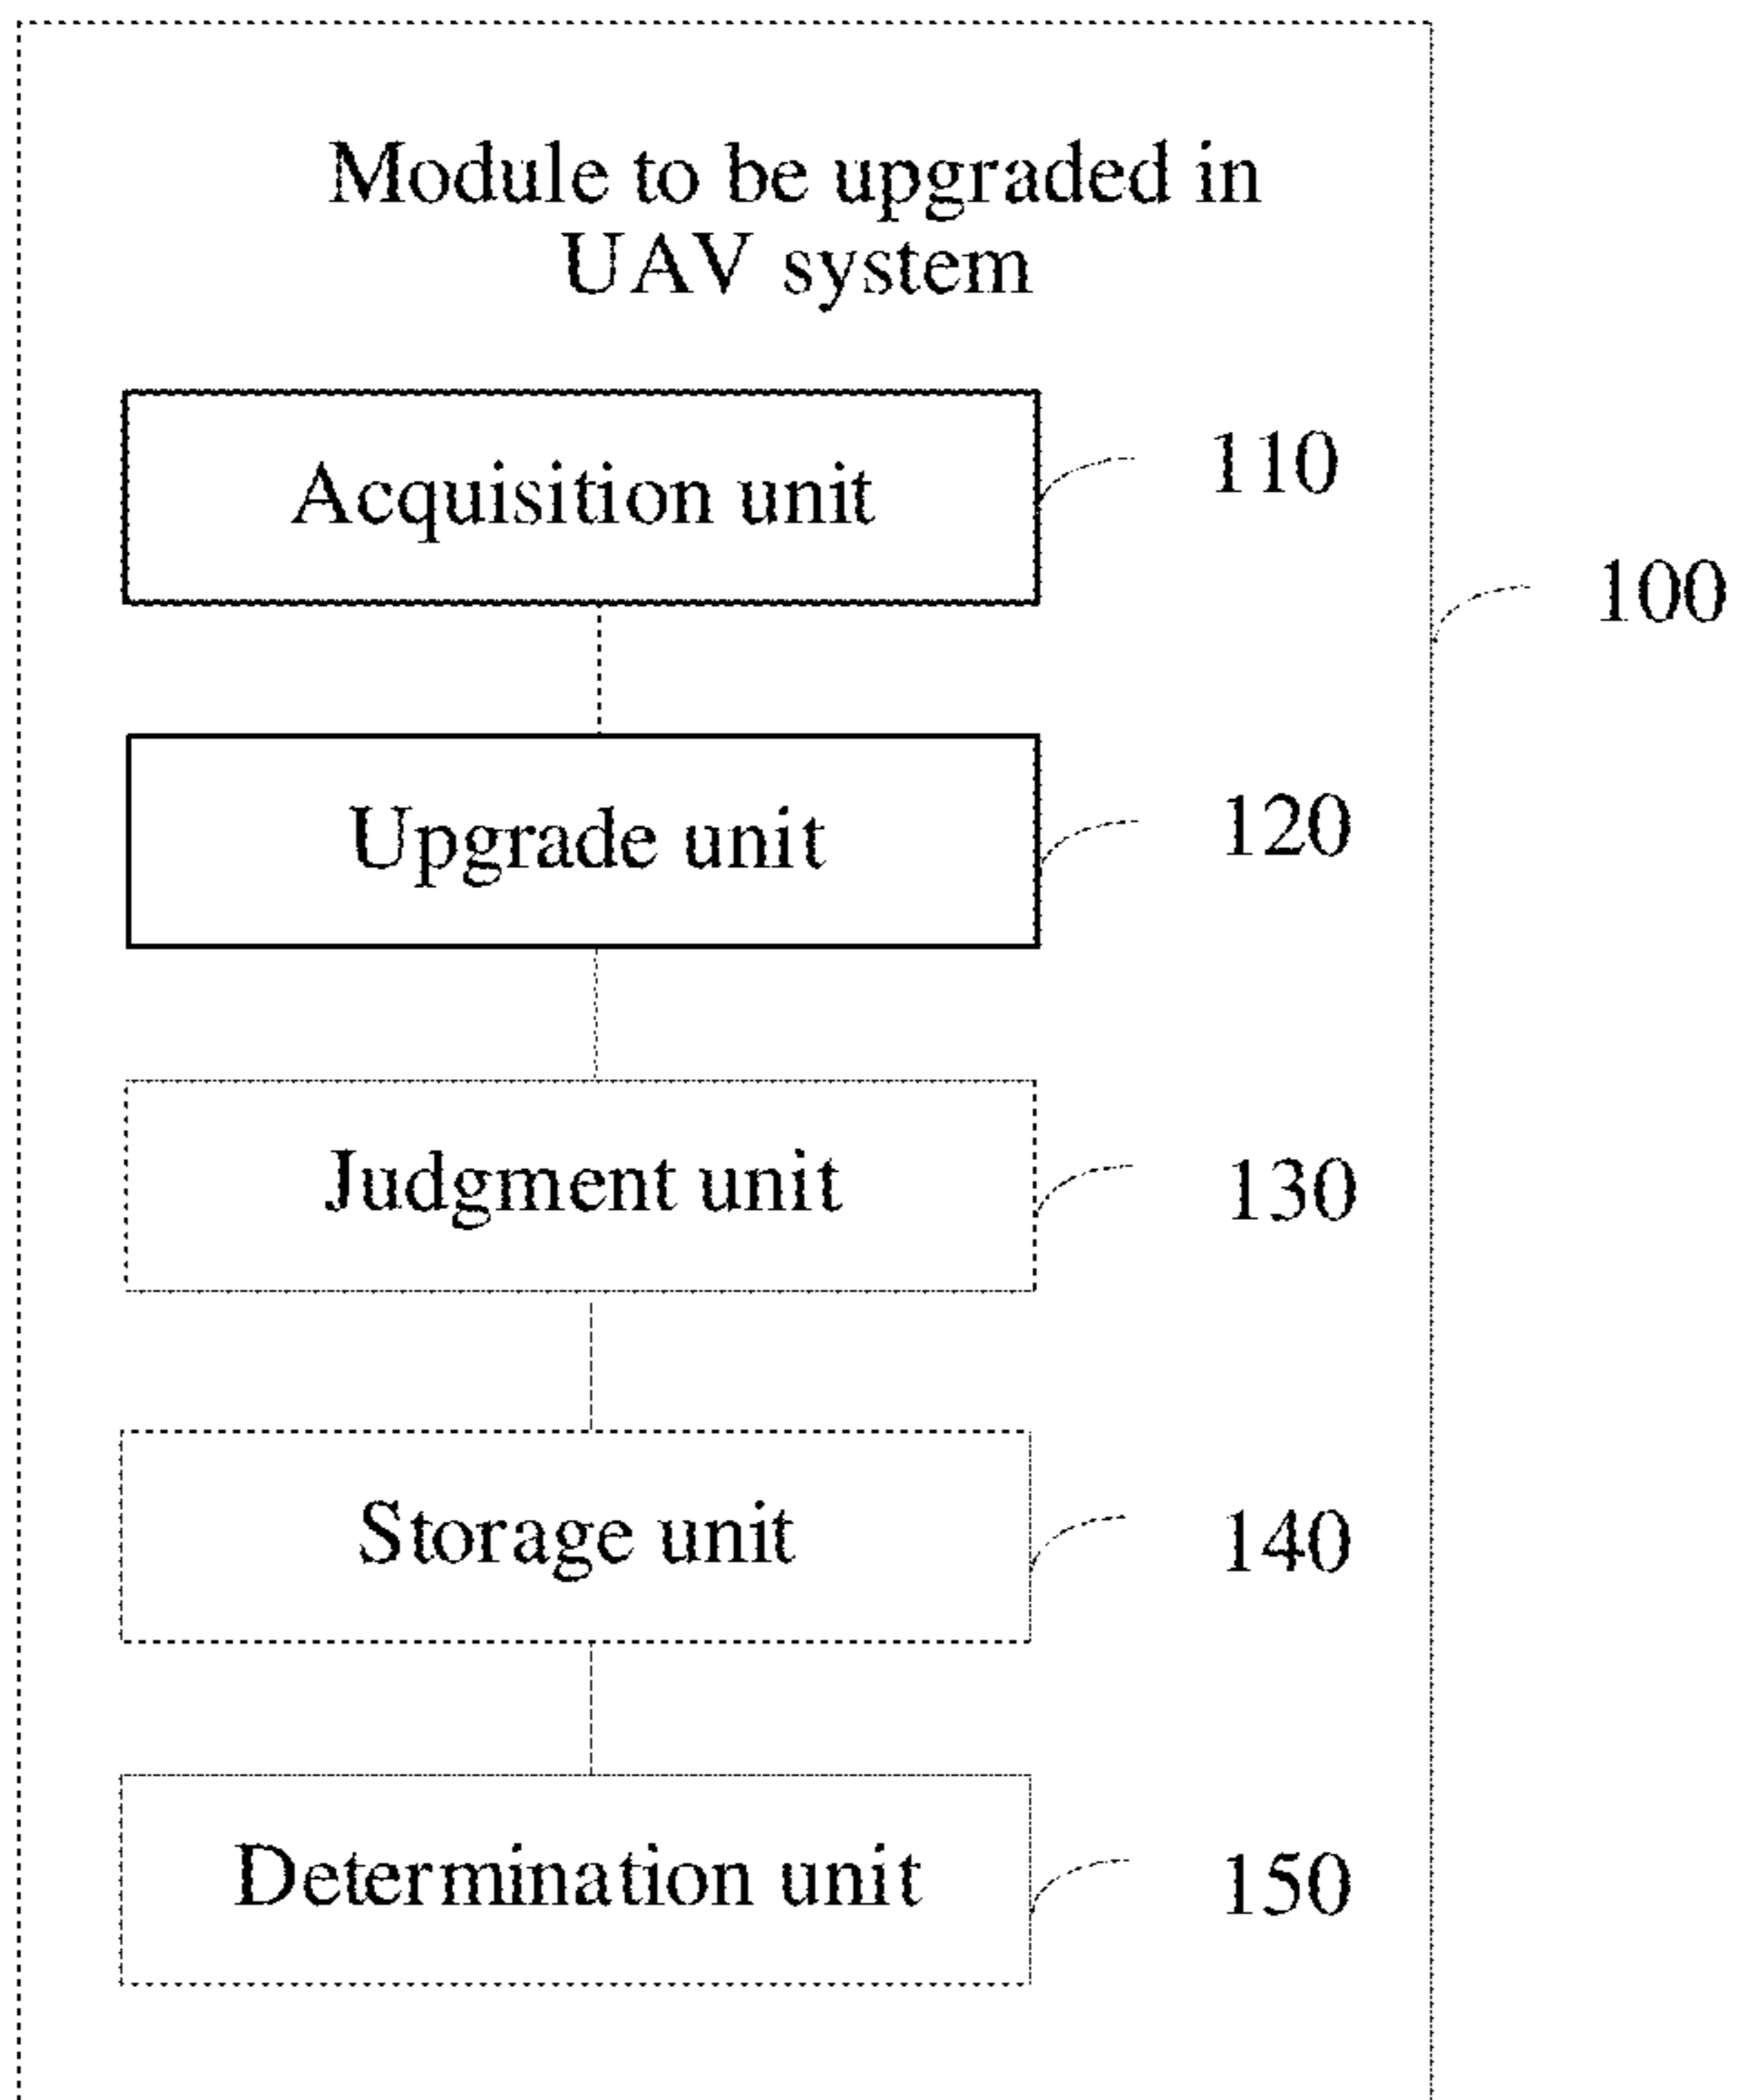 Module to be upgraded in
UAV system
Acquisition unit
110
100
Upgrade unit
120
Judgment unit
130
Storage unit
140
Determination unit
150